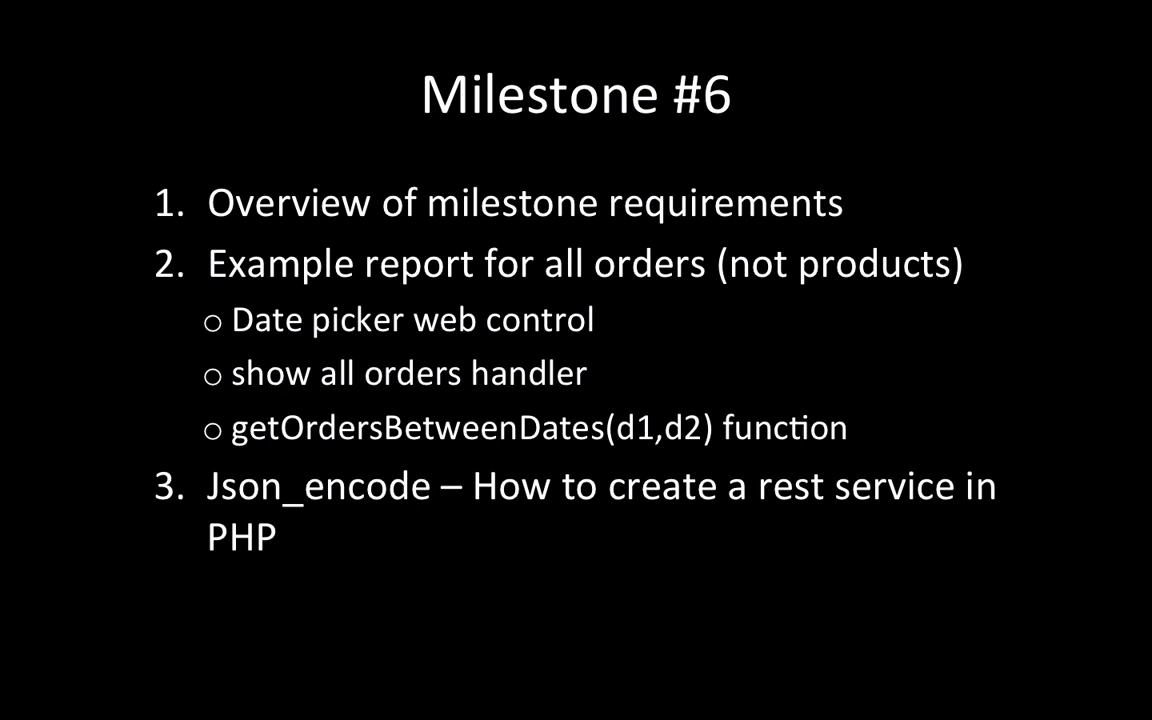 Milestone #6
1. Overview of milestone requirements
2. Example report for all orders (not products)
o Date picker web control
o show all orders handler
o getOrdersBetweenDates(d1,d2) function
3. Json_encode – How to create a rest service in
PHP